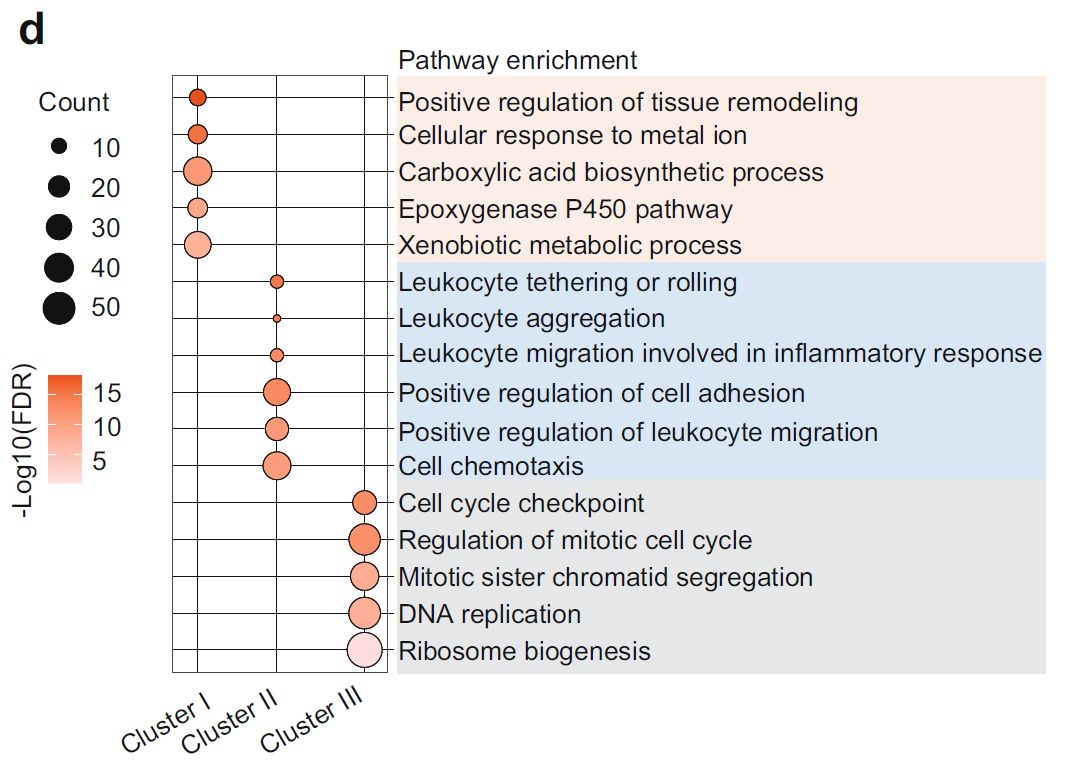 d
Pathway enrichment
Count
10
20
30
40
50
-Log10(FDR)
15
10
5
Positive regulation of tissue remodeling
Cellular response to metal ion
Carboxylic acid biosynthetic process
Epoxygenase P450 pathway
Xenobiotic metabolic process
Leukocyte tethering or rolling
Leukocyte aggregation
Leukocyte migration involved in inflammatory response
Positive regulation of cell adhesion
Positive regulation of leukocyte migration
Cell chemotaxis
Cell cycle checkpoint
Regulation of mitotic cell cycle
Mitotic sister chromatid segregation
DNA replication
Ribosome biogenesis
Cluster I
Cluster II
Cluster III